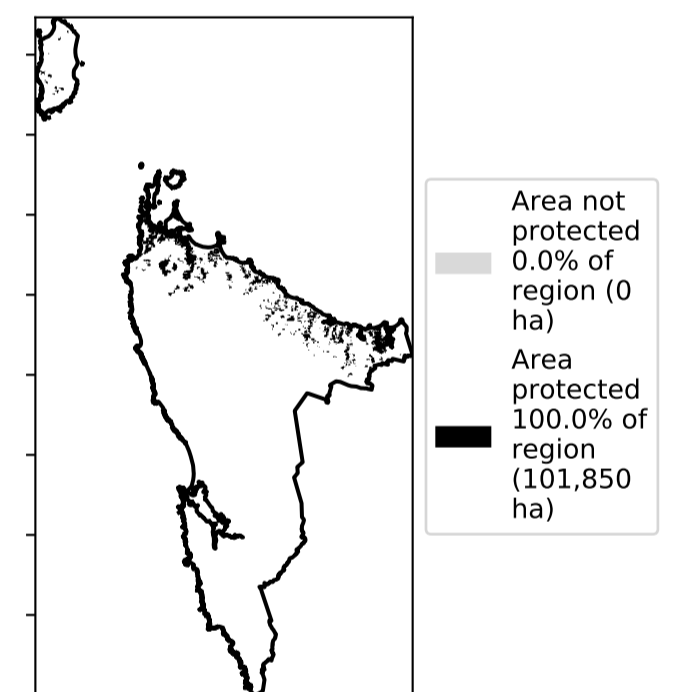 Area not
protected
0.0% of
region (0
ha)
Area
protected
100.0% of
region
(101,850
ha)